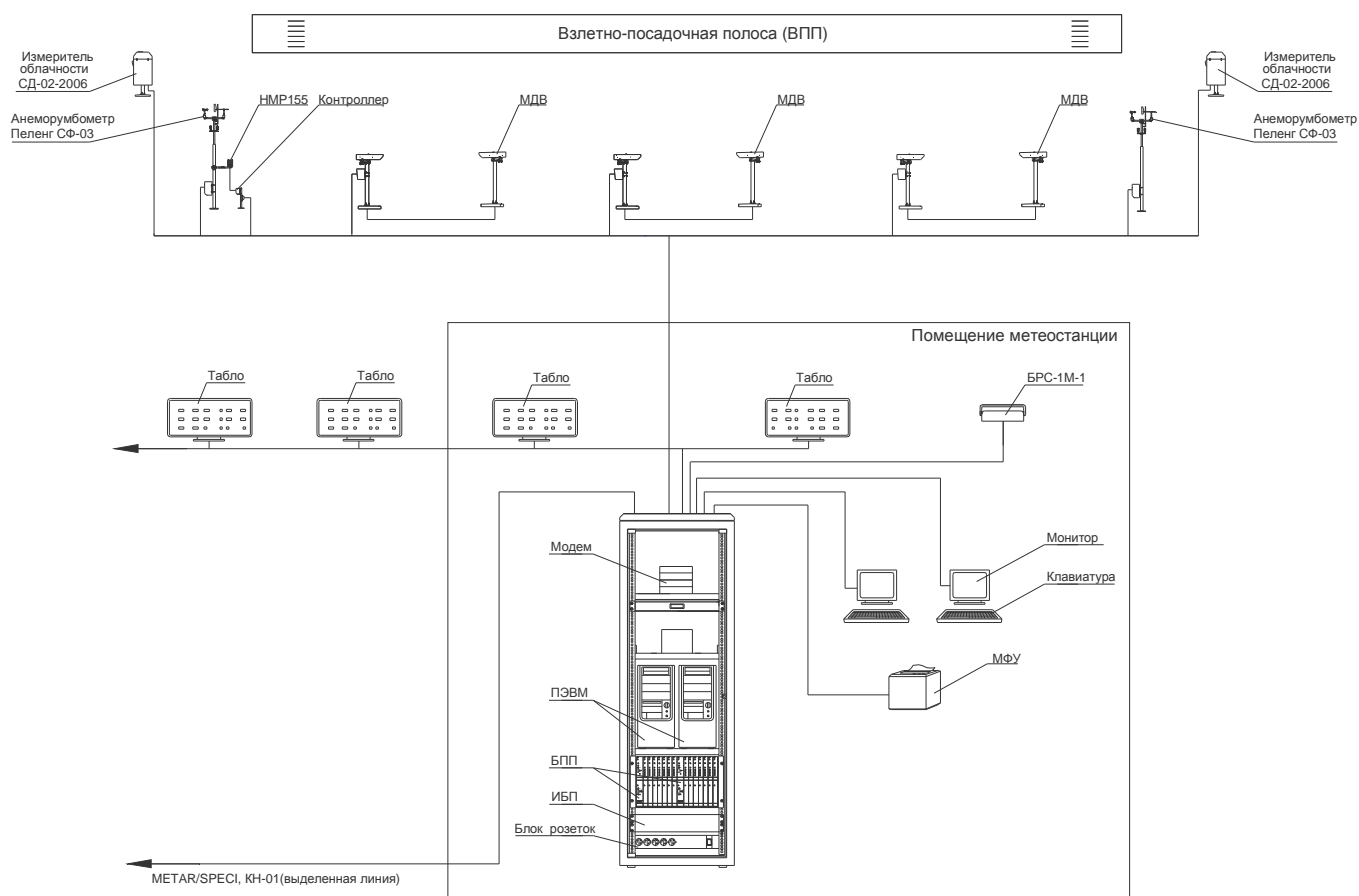 Взлетно-посадочная полоса (ВПП)
Измеритель
облачности
СД-02-2006
Измеритель
облачности
СД-02-2006
Анеморумбометр
Пеленг СФ-03
HMP155
Контроллер
МДВ
МДВ
МДВ
Анеморумбометр
Пеленг СФ-03
Помещение метеостанции
Табло
Табло
Табло
Табло
БРС-1М-1
Модем
Монитор
Клавиатура
МФУ
ПЭВМ
БПП
ИБП
Блок розеток
METAR/SPECI, КН-01(выделенная линия)